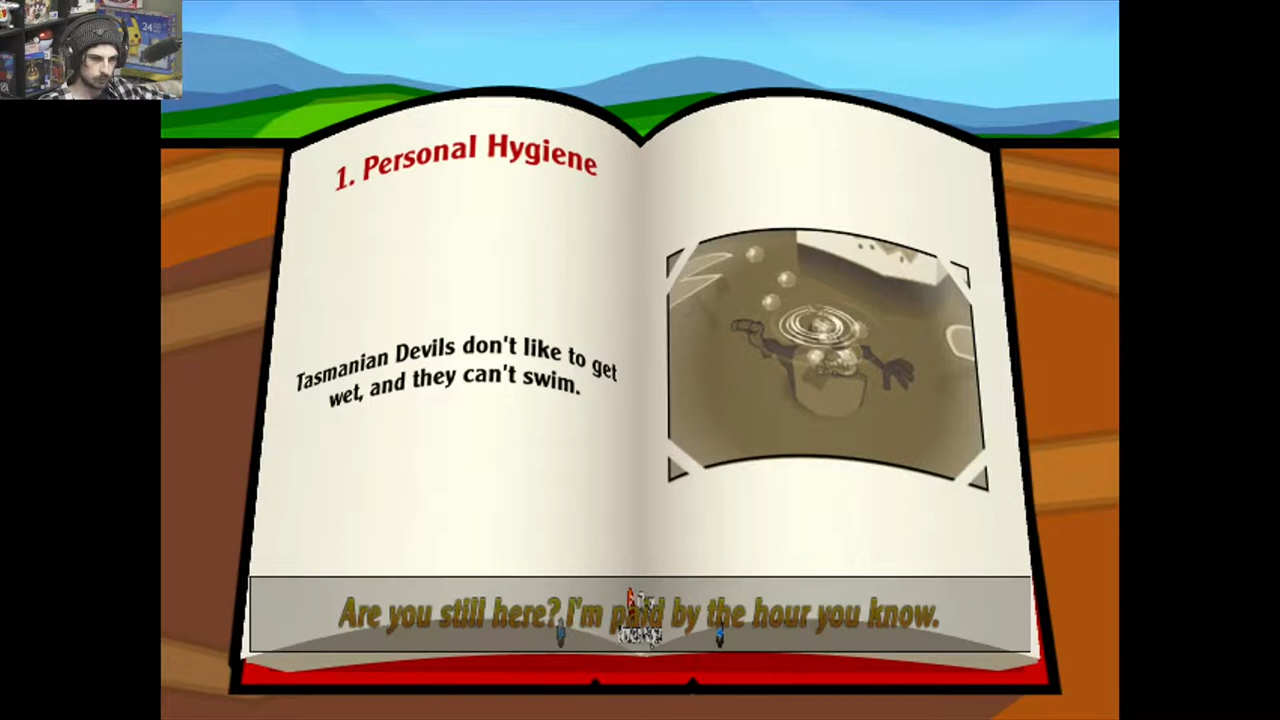 1. Personal Hygiene
Tasmanian Devils don't like to get
wet, and they can't swim.
Are you still here? I'm paid by the hour you know.